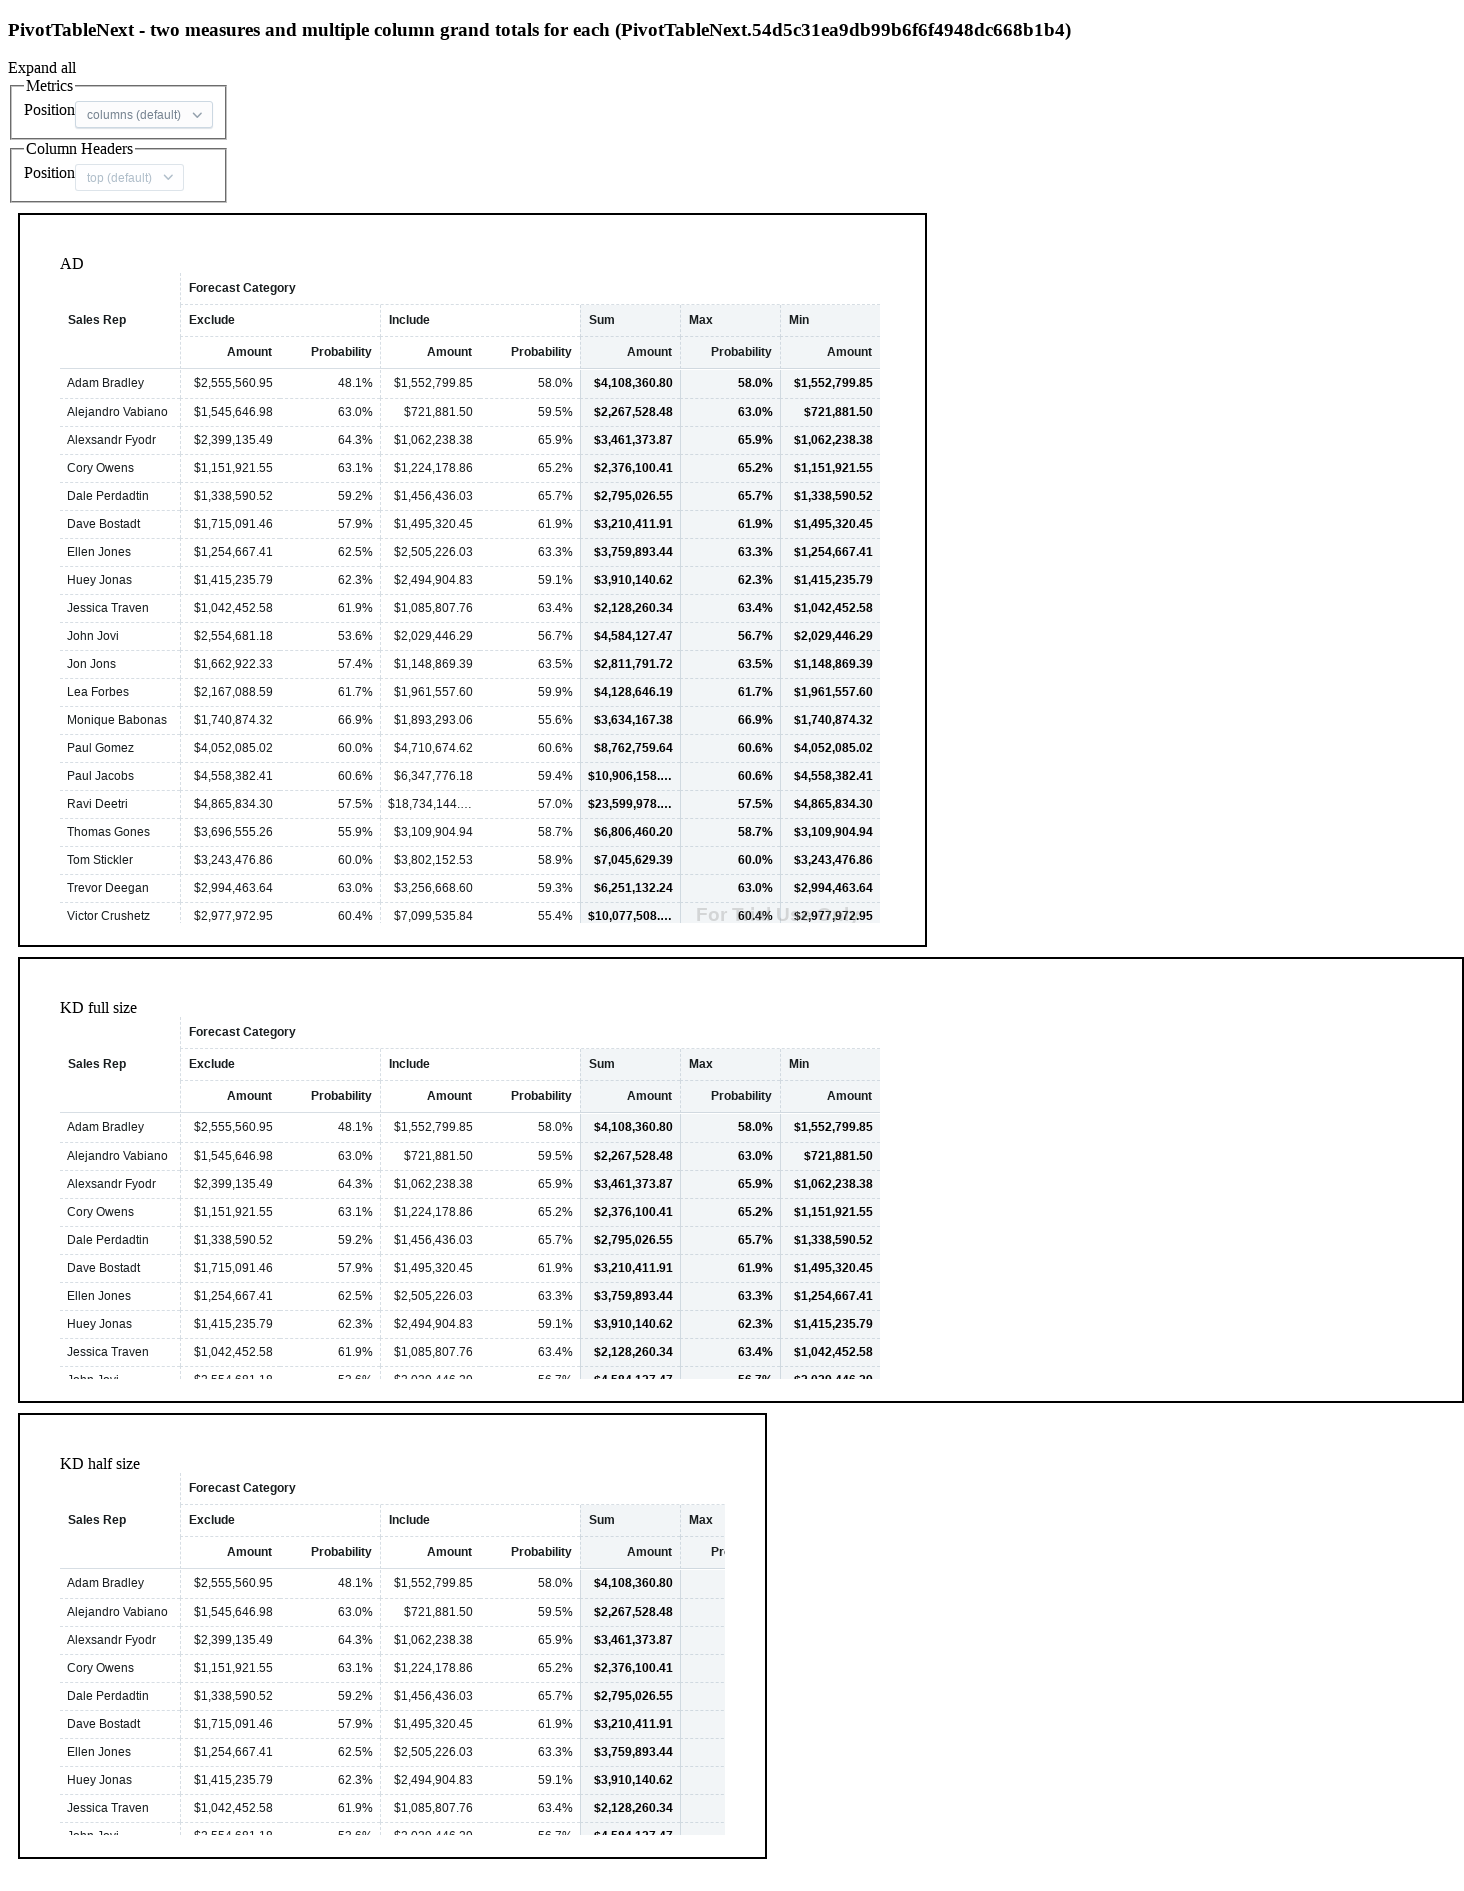 PivotTableNext - two measures and multiple column grand totals for each (PivotTableNext.54d5c31ea9db99b6f6f4948dc668b1b4)
Expand all
Metrics
Position columns (default)
Column Headers
Position top (default)
AD
Forecast Category
Sales Rep Exclude Include Sum Max Min
Amount Probability Amount Probability Amount Probability Amount
Adam Bradley $2,555,560.95 48.1% $1,552,799.85 58.0% $4,108,360.80 58.0% $1,552,799.85
Alejandro Vabiano $1,545,646.98 63.0% $721,881.50 59.5% $2,267,528.48 63.0% $721,881.50
Alexsandr Fyodr $2,399,135.49 64.3% $1,062,238.38 65.9% $3,461,373.87 65.9% $1,062,238.38
Cory Owens $1,151,921.55 63.1% $1,224,178.86 65.2% $2,376,100.41 65.2% $1,151,921.55
Dale Perdadtin $1,338,590.52 59.2% $1,456,436.03 65.7% $2,795,026.55 65.7% $1,338,590.52
Dave Bostadt $1,715,091.46 57.9% $1,495,320.45 61.9% $3,210,411.91 61.9% $1,495,320.45
Ellen Jones $1,254,667.41 62.5% $2,505,226.03 63.3% $3,759,893.44 63.3% $1,254,667.41
Huey Jonas $1,415,235.79 62.3% $2,494,904.83 59.1% $3,910,140.62 62.3% $1,415,235.79
Jessica Traven $1,042,452.58 61.9% $1,085,807.76 63.4% $2,128,260.34 63.4% $1,042,452.58
John Jovi $2,554,681.18 53.6% $2,029,446.29 56.7% $4,584,127.47 56.7% $2,029,446.29
Jon Jons $1,662,922.33 57.4% $1,148,869.39 63.5% $2,811,791.72 63.5% $1,148,869.39
Lea Forbes $2,167,088.59 61.7% $1,961,557.60 59.9% $4,128,646.19 61.7% $1,961,557.60
Monique Babonas $1,740,874.32 66.9% $1,893,293.06 55.6% $3,634,167.38 66.9% $1,740,874.32
Paul Gomez $4,052,085.02 60.0% $4,710,674.62 60.6% $8,762,759.64 60.6% $4,052,085.02
Paul Jacobs $4,558,382.41 60.6% $6,347,776.18 59.4% $10,906,158.... 60.6% $4,558,382.41
Ravi Deetri $4,865,834.30 57.5% $18,734,144.... 57.0% $23,599,978.... 57.5% $4,865,834.30
Thomas Gones $3,696,555.26 55.9% $3,109,904.94 58.7% $6,806,460.20 58.7% $3,109,904.94
Tom Stickler $3,243,476.86 60.0% $3,802,152.53 58.9% $7,045,629.39 60.0% $3,243,476.86
Trevor Deegan $2,994,463.64 63.0% $3,256,668.60 59.3% $6,251,132.24 63.0% $2,994,463.64
Victor Crushetz $2,977,972.95 60.4% $7,099,535.84 55.4% $10,077,508.... 60.4% $2,977,972.95
For Trial Use Only
KD full size
Forecast Category
Sales Rep Exclude Include Sum Max Min
Amount Probability Amount Probability Amount Probability Amount
Adam Bradley $2,555,560.95 48.1% $1,552,799.85 58.0% $4,108,360.80 58.0% $1,552,799.85
Alejandro Vabiano $1,545,646.98 63.0% $721,881.50 59.5% $2,267,528.48 63.0% $721,881.50
Alexsandr Fyodr $2,399,135.49 64.3% $1,062,238.38 65.9% $3,461,373.87 65.9% $1,062,238.38
Cory Owens $1,151,921.55 63.1% $1,224,178.86 65.2% $2,376,100.41 65.2% $1,151,921.55
Dale Perdadtin $1,338,590.52 59.2% $1,456,436.03 65.7% $2,795,026.55 65.7% $1,338,590.52
Dave Bostadt $1,715,091.46 57.9% $1,495,320.45 61.9% $3,210,411.91 61.9% $1,495,320.45
Ellen Jones $1,254,667.41 62.5% $2,505,226.03 63.3% $3,759,893.44 63.3% $1,254,667.41
Huey Jonas $1,415,235.79 62.3% $2,494,904.83 59.1% $3,910,140.62 62.3% $1,415,235.79
Jessica Traven $1,042,452.58 61.9% $1,085,807.76 63.4% $2,128,260.34 63.4% $1,042,452.58
John Jovi $2,554,681.18 53.6% $2,029,446.29 56.7% $4,584,127.47 56.7% $2,029,446.29
KD half size
Forecast Category
Sales Rep Exclude Include Sum Max
Amount Probability Amount Probability Amount
Adam Bradley $2,555,560.95 48.1% $1,552,799.85 58.0% $4,108,360.80
Alejandro Vabiano $1,545,646.98 63.0% $721,881.50 59.5% $2,267,528.48
Alexsandr Fyodr $2,399,135.49 64.3% $1,062,238.38 65.9% $3,461,373.87
Cory Owens $1,151,921.55 63.1% $1,224,178.86 65.2% $2,376,100.41
Dale Perdadtin $1,338,590.52 59.2% $1,456,436.03 65.7% $2,795,026.55
Dave Bostadt $1,715,091.46 57.9% $1,495,320.45 61.9% $3,210,411.91
Ellen Jones $1,254,667.41 62.5% $2,505,226.03 63.3% $3,759,893.44
Huey Jonas $1,415,235.79 62.3% $2,494,904.83 59.1% $3,910,140.62
Jessica Traven $1,042,452.58 61.9% $1,085,807.76 63.4% $2,128,260.34
John Jovi $2,554,681.18 53.6% $2,029,446.29 56.7% $4,584,127.47